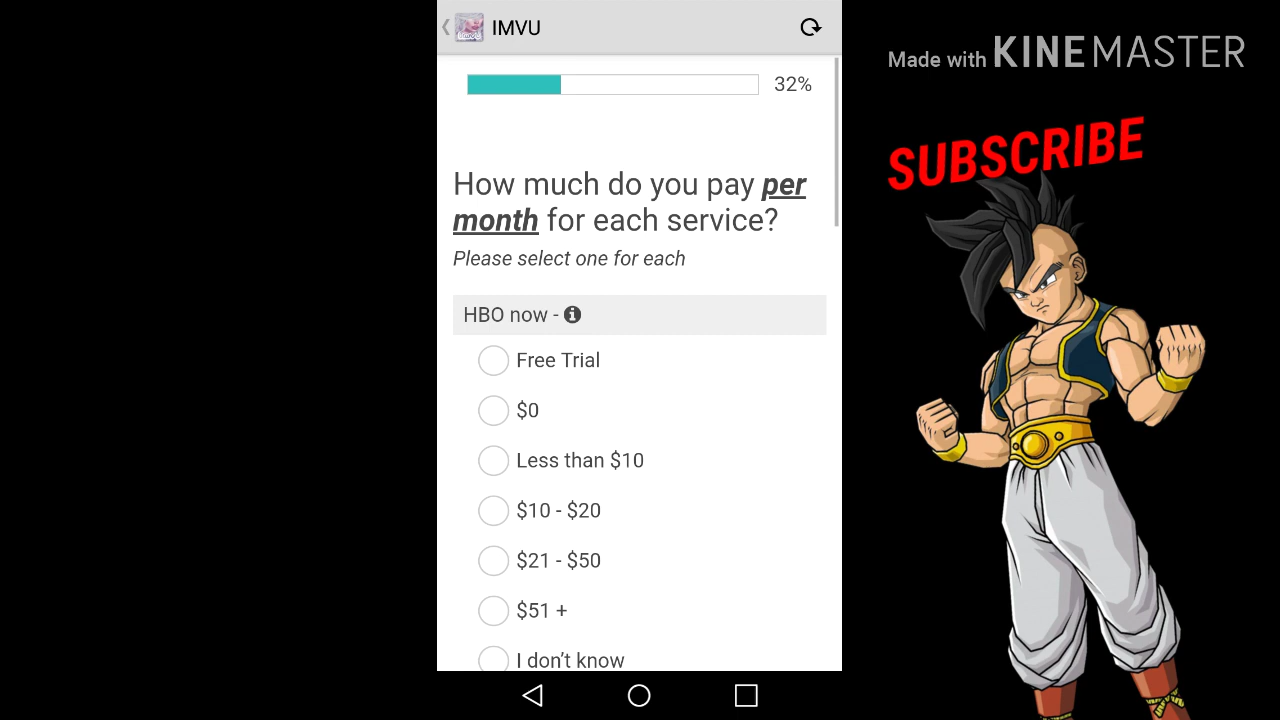 IMVU
32%
How much do you pay per
month for each service?
Please select one for each
HBO now -
Free Trial
$0
Less than $10
$10 - $20
$21 - $50
$51 +
I don't know
Made with KINEMASTER
SUBSCRIBE